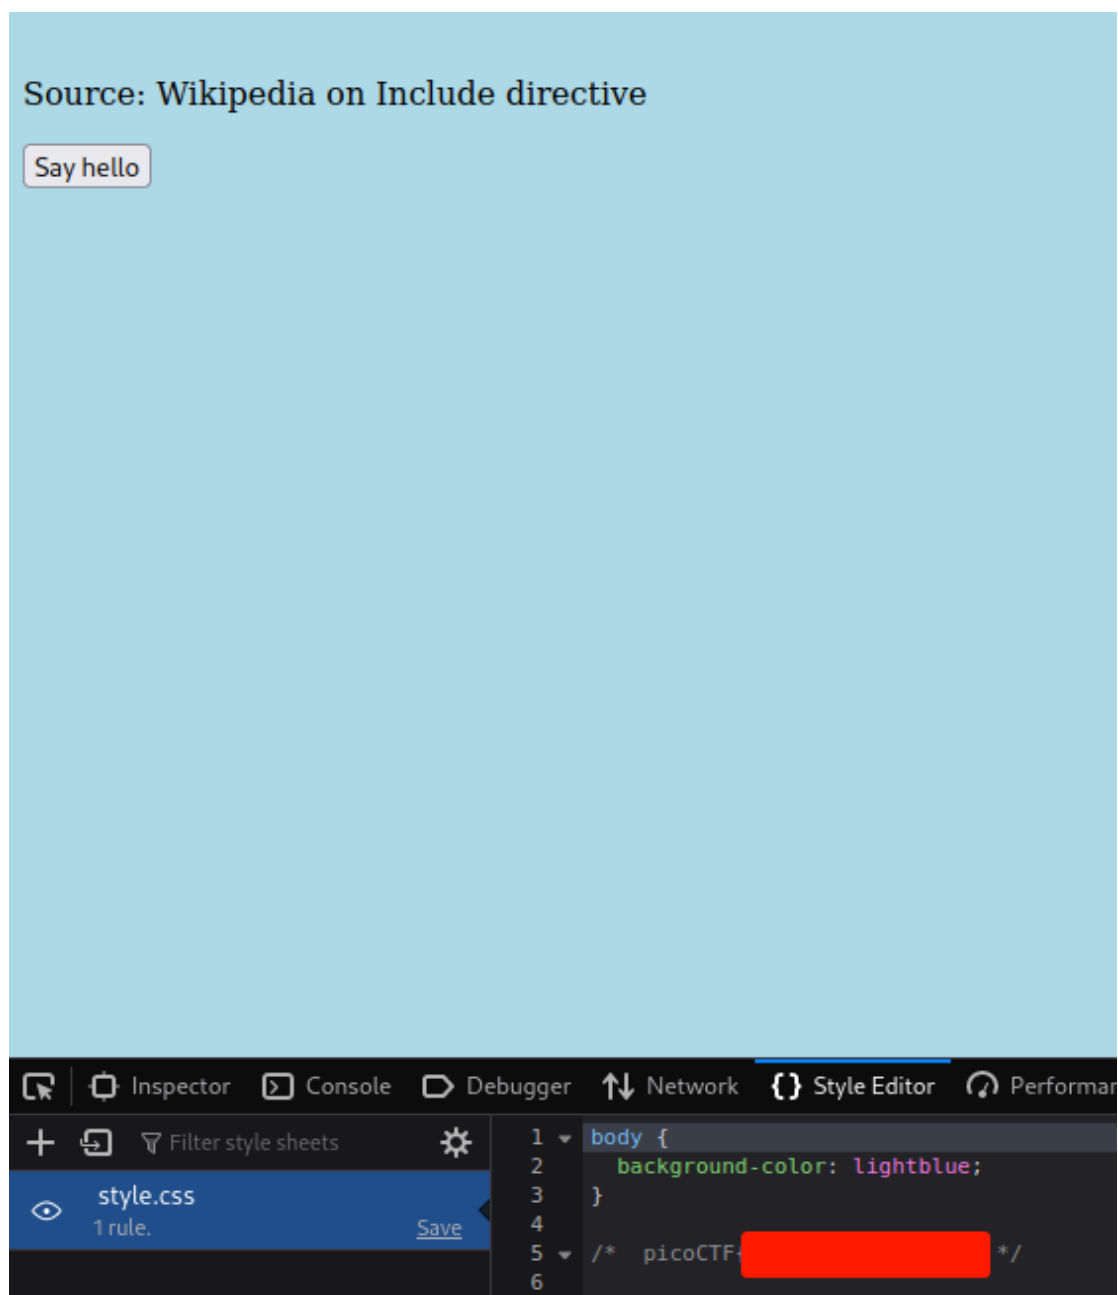 Source: Wikipedia on Include directive
Say hello
Inspector Console Debugger Network {} Style Editor
Filter style sheets
style.css
1 rule.
Save
1 body {
2 background-color: lightblue;
3 }
4
5 /* picoCTF{ */
6